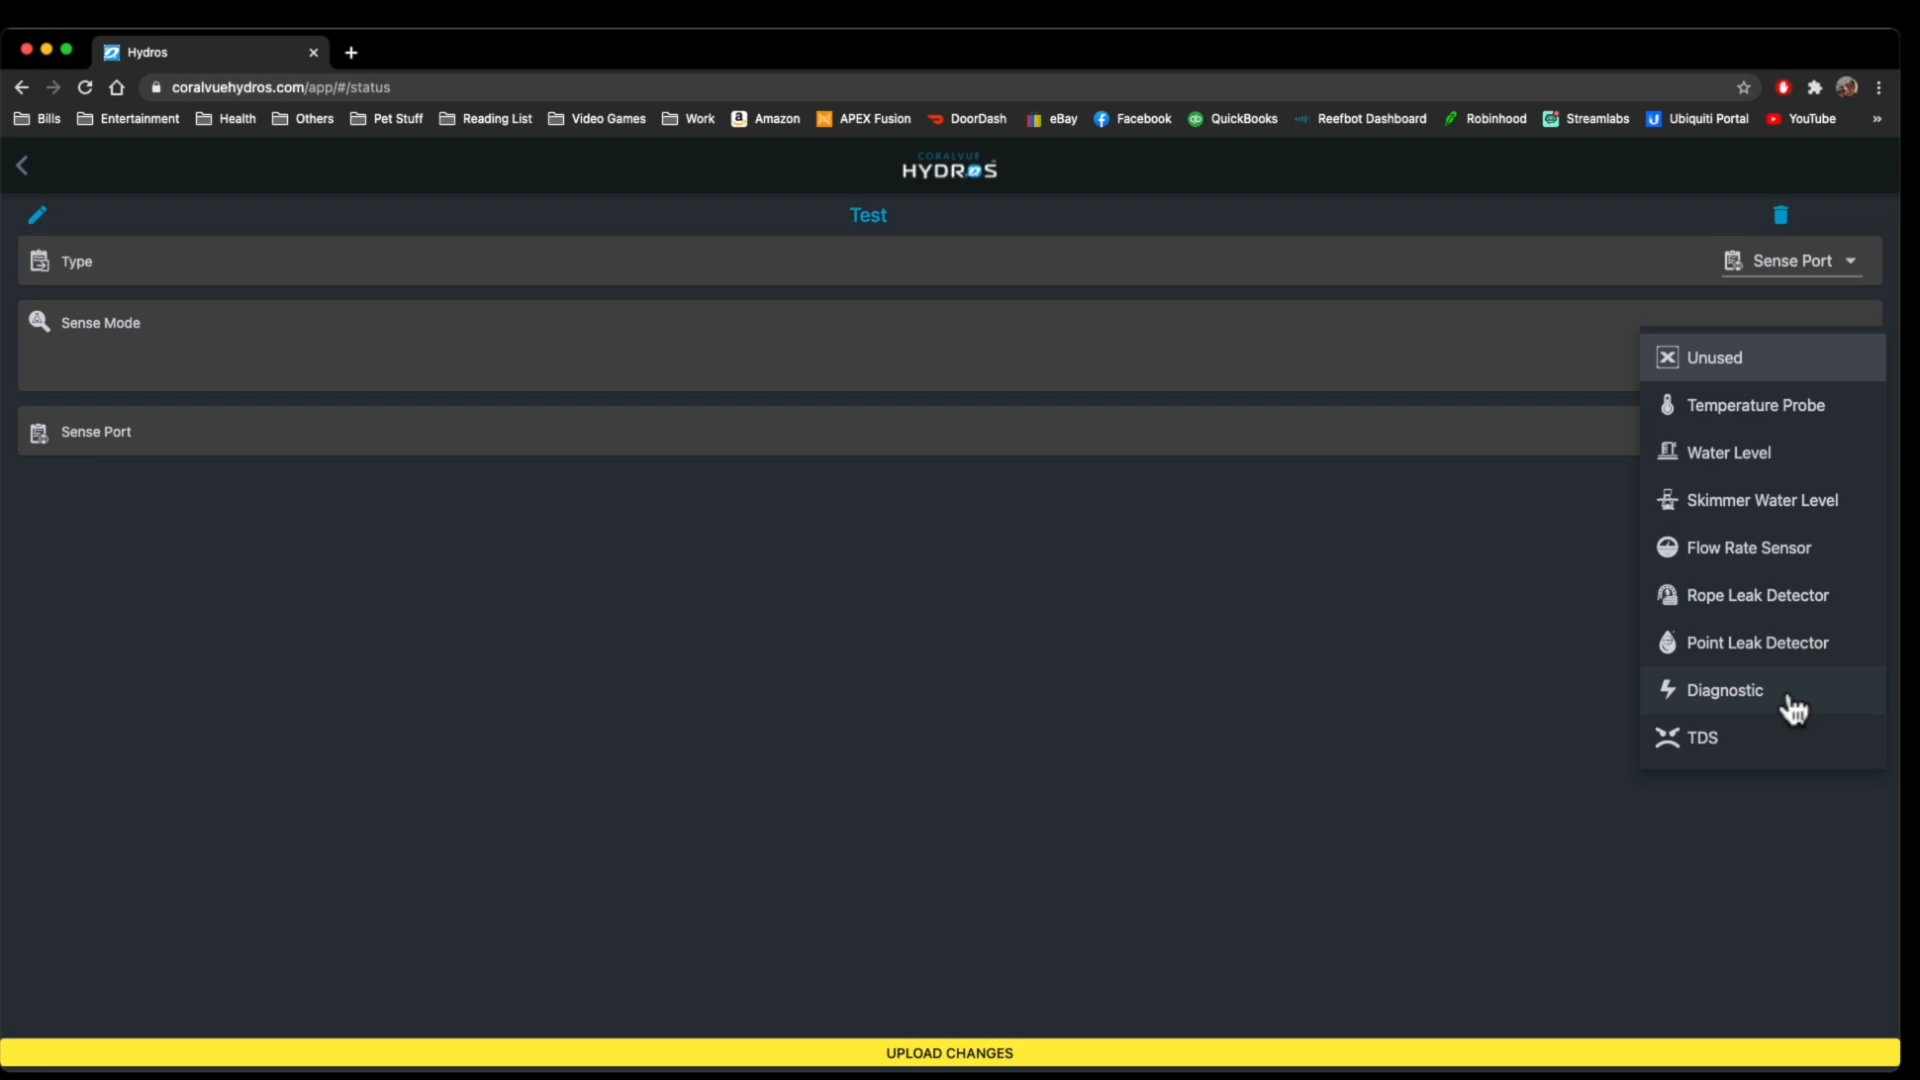 Hydros
coralvuehydros.com/app/#/status
Bills Entertainment Health Others Pet Stuff Reading List Video Games Work Amazon APEX Fusion DoorDash eBay Facebook QuickBooks Reefbot Dashboard Robinhood Streamlabs Ubiquiti Portal YouTube »
CORALVUE
HYDROS
Test
Type Sense Port
Sense Mode
Unused
Temperature Probe
Sense Port
Water Level
Skimmer Water Level
Flow Rate Sensor
Rope Leak Detector
Point Leak Detector
Diagnostic
TDS
UPLOAD CHANGES